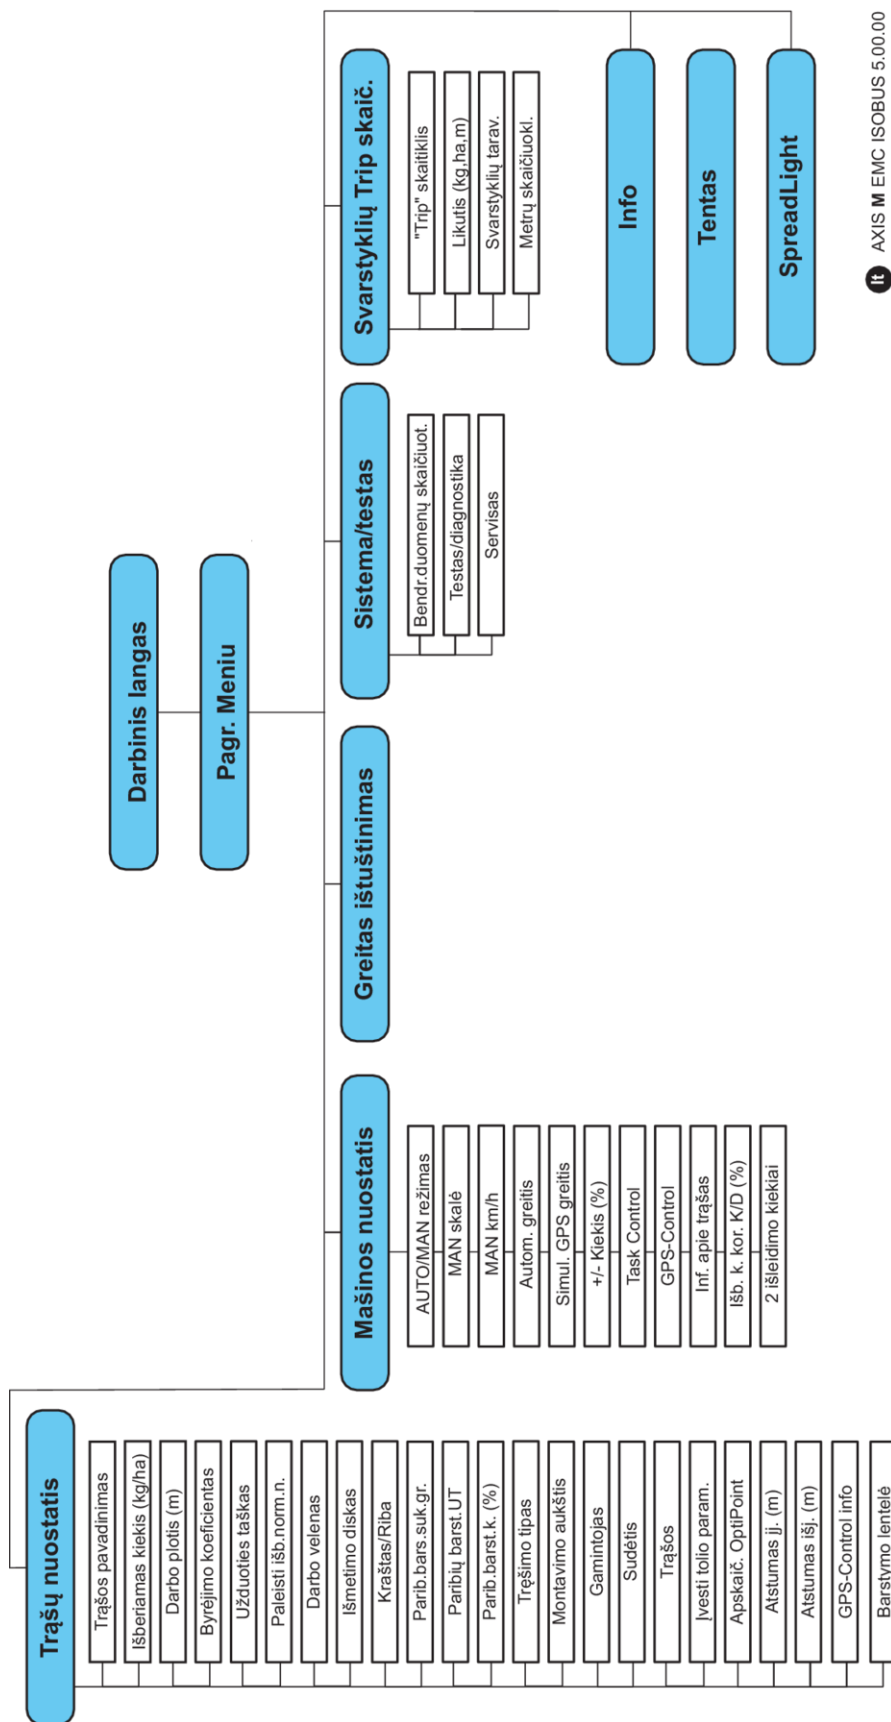 Darbinis langas
Pagr. Meniu
Trąšų nuostatis
Trąšos pavadinimas
Išberiamas kiekis (kg/ha)
Darbo plotis (m)
Byrėjimo koeficientas
Užduoties taškas
Paleisti išb.norm.n.
Darbo velenas
Išmetimo diskas
Kraštas/Riba
Parib.bars.suk.gr.
Paribių barst.UT
Parib.barst.k. (%)
Tręšimo tipas
Montavimo aukštis
Gamintojas
Sudėtis
Trąšos
Įvesti tolio param.
Apskaič. OptiPoint
Atstumas įj. (m)
Atstumas išj. (m)
GPS-Control info
Barstymo lentelė
Mašinos nuostatis
AUTO/MAN režimas
MAN skalė
MAN km/h
Autom. greitis
Simul. GPS greitis
+/- Kiekis (%)
Task Control
GPS-Control
Inf. apie trąšas
Išb. k. kor. K/D (%)
2 išleidimo kiekiai
Greitas ištuštinimas
Sistema/testas
Bendr.duomenų skaičiuot.
Testas/diagnostika
Servisas
Svarstyklių Trip skaič.
"Trip" skaitiklis
Likutis (kg,ha,m)
Svarstyklių tarav.
Metrų skaičiuokl.
Info
Tentas
SpreadLight
lt AXIS M EMC ISOBUS 5.00.00